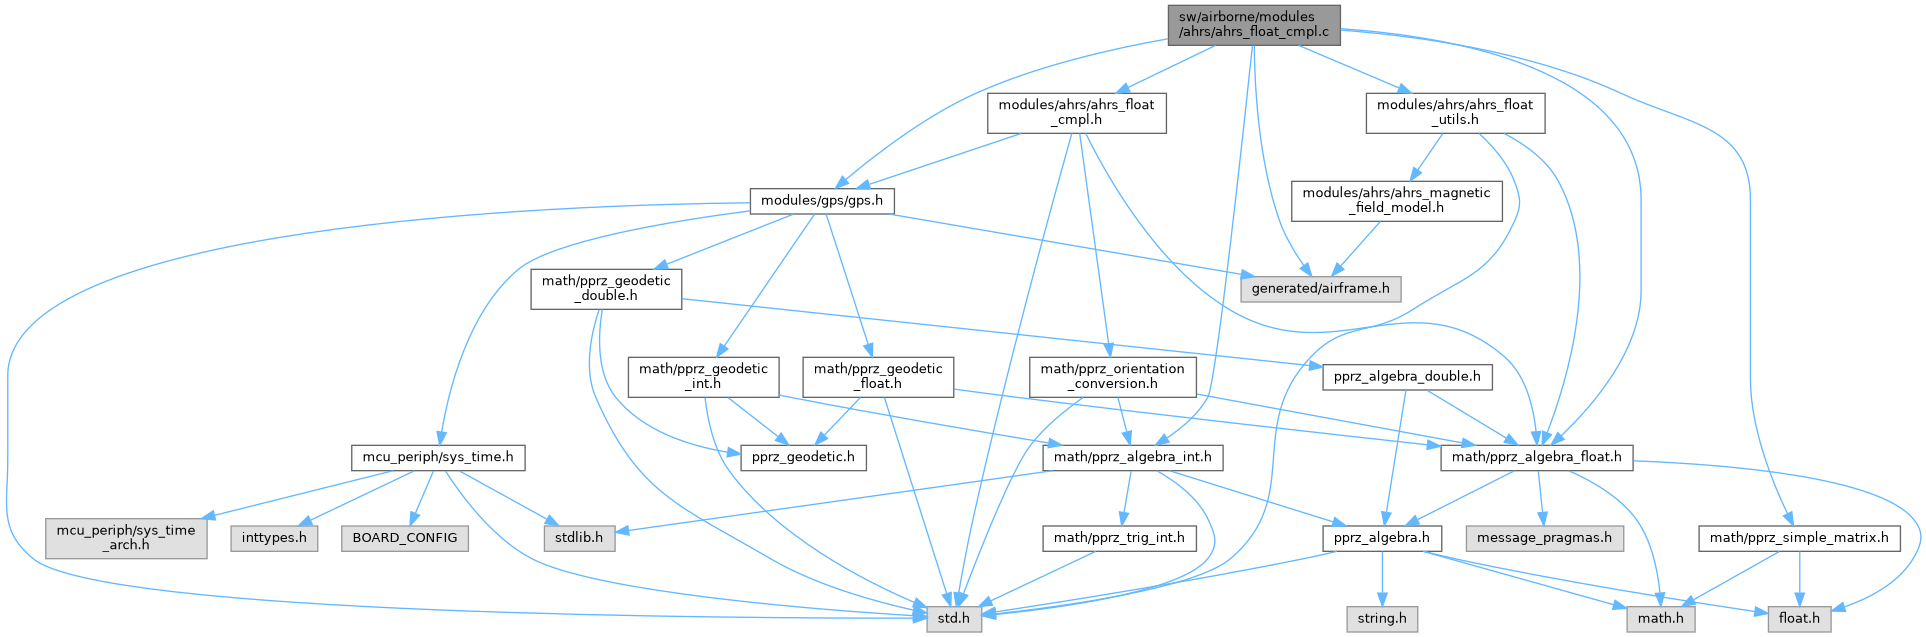 sw/airborne/modules
/ahrs/ahrs_float_cmpl.c
modules/ahrs/ahrs_float
_cmpl.h
modules/ahrs/ahrs_float
_utils.h
modules/gps/gps.h
modules/ahrs/ahrs_magnetic
_field_model.h
math/pprz_geodetic
_double.h
generated/airframe.h
math/pprz_geodetic
_int.h
math/pprz_geodetic
_float.h
math/pprz_orientation
_conversion.h
pprz_algebra_double.h
mcu_periph/sys_time.h
pprz_geodetic.h
math/pprz_algebra_int.h
math/pprz_algebra_float.h
mcu_periph/sys_time
_arch.h
inttypes.h
BOARD_CONFIG
stdlib.h
math/pprz_trig_int.h
pprz_algebra.h
message_pragmas.h
math/pprz_simple_matrix.h
std.h
string.h
math.h
float.h